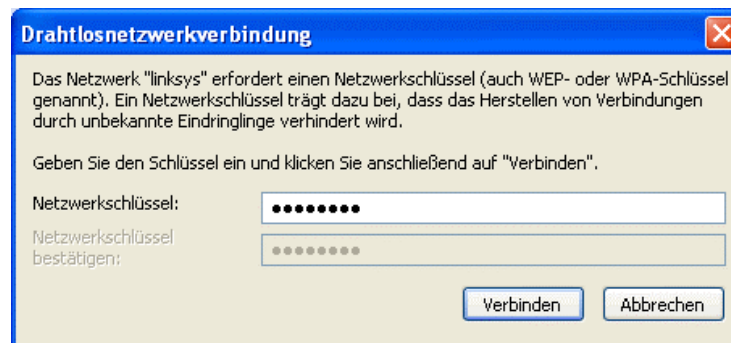 Drahtlosnetzwerkverbindung
Das Netzwerk "linksys" erfordert einen Netzwerkschlüssel (auch WEP- oder WPA-Schlüssel
genannt). Ein Netzwerkschlüssel trägt dazu bei, dass das Herstellen von Verbindungen
durch unbekannte Eindringlinge verhindert wird.
Geben Sie den Schlüssel ein und klicken Sie anschließend auf "Verbinden".
Netzwerkschlüssel: ●●●●●●●●
Netzwerkschlüssel
bestätigen: ●●●●●●●●
Verbinden Abbrechen